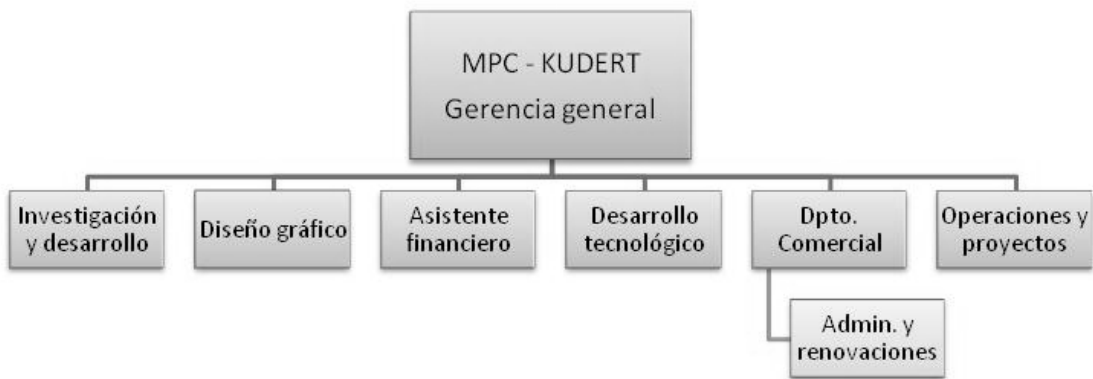 MPC - KUDERT
Gerencia general
Investigación
y desarrollo
Diseño gráfico
Asistente
financiero
Desarrollo
tecnológico
Dpto.
Comercial
Operaciones y
proyectos
Admin. y
renovaciones